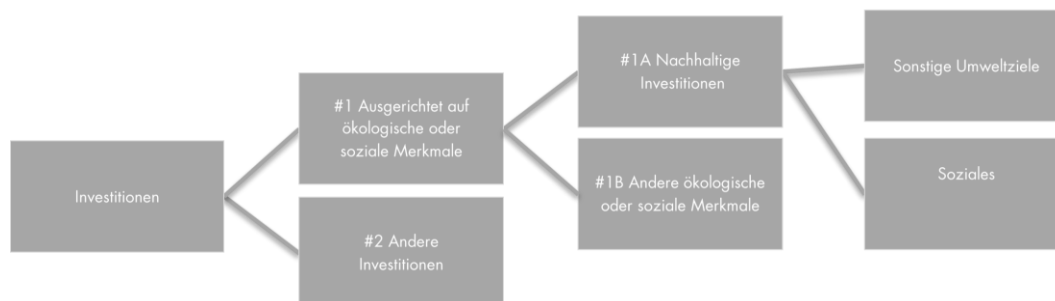 Investitionen
#1 Ausgerichtet auf
ökologische oder
soziale Merkmale
#2 Andere
Investitionen
#1A Nachhaltige
Investitionen
#1B Andere ökologische
oder soziale Merkmale
Sonstige Umweltziele
Soziales